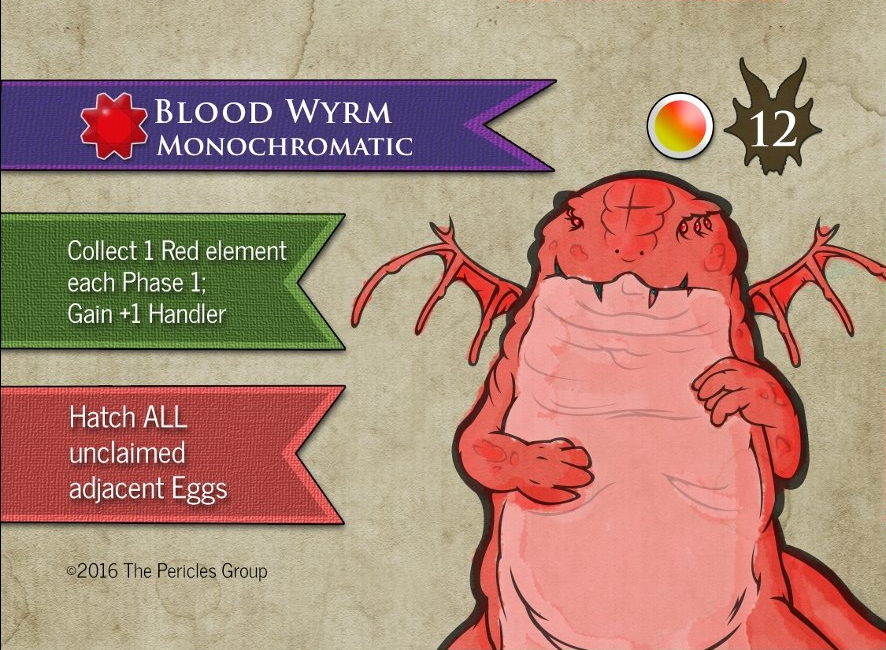 Blood Wyrm
Monochromatic
12
Collect 1 Red element
each Phase 1;
Gain +1 Handler
Hatch ALL
unclaimed
adjacent Eggs
©2016 The Pericles Group